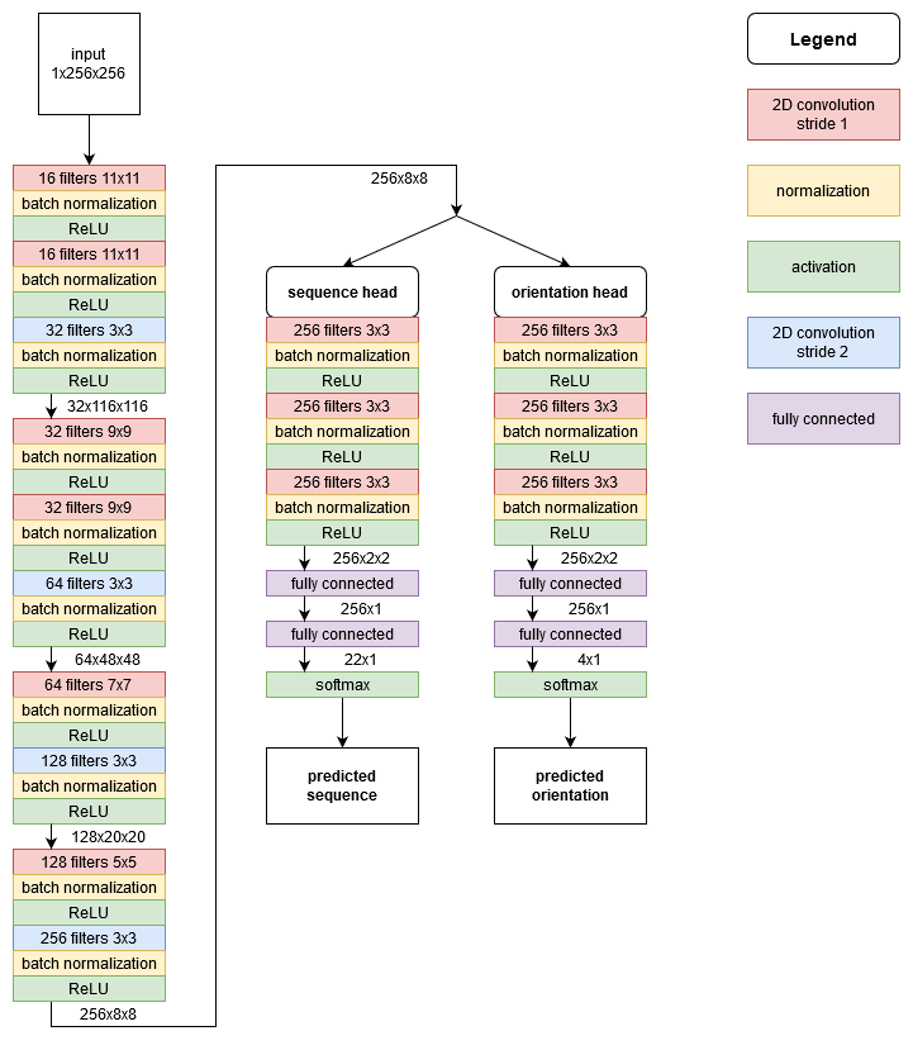 input
1x256x256
16 filters 11x11
batch normalization
ReLU
16 filters 11x11
batch normalization
ReLU
32 filters 3x3
batch normalization
ReLU
32x116x116
32 filters 9x9
batch normalization
ReLU
32 filters 9x9
batch normalization
ReLU
64 filters 3x3
batch normalization
ReLU
64x48x48
64 filters 7x7
batch normalization
ReLU
128 filters 3x3
batch normalization
ReLU
128x20x20
128 filters 5x5
batch normalization
ReLU
256 filters 3x3
batch normalization
ReLU
256x8x8
256x8x8
sequence head
256 filters 3x3
batch normalization
ReLU
256 filters 3x3
batch normalization
ReLU
256 filters 3x3
batch normalization
ReLU
256x2x2
fully connected
256x1
fully connected
22x1
softmax
predicted
sequence
orientation head
256 filters 3x3
batch normalization
ReLU
256 filters 3x3
batch normalization
ReLU
256 filters 3x3
batch normalization
ReLU
256x2x2
fully connected
256x1
fully connected
4x1
softmax
predicted
orientation
Legend
2D convolution
stride 1
normalization
activation
2D convolution
stride 2
fully connected